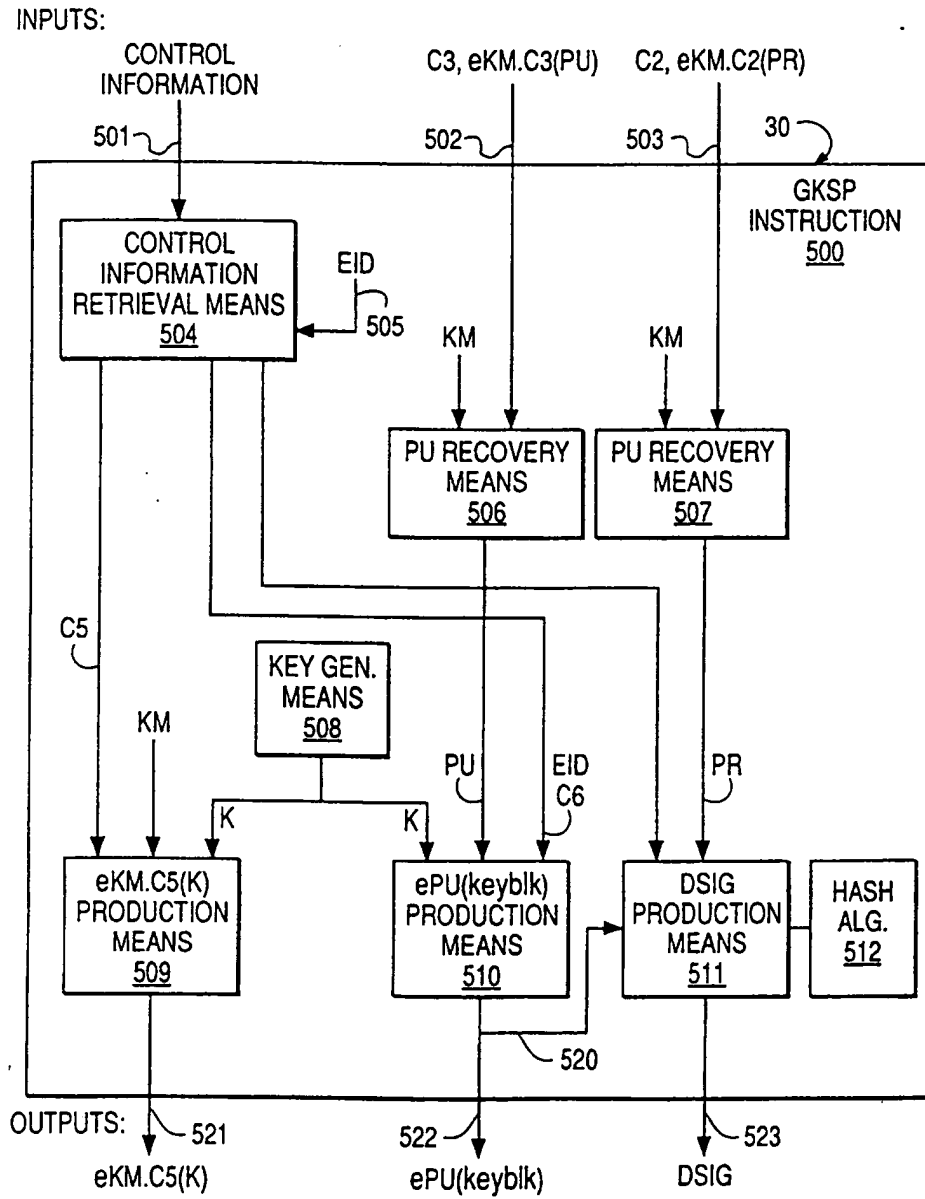 INPUTS:
CONTROL
INFORMATION
C3, eKM.C3(PU)
C2, eKM.C2(PR)
501
502
503
30
GKSP
INSTRUCTION
500
CONTROL
INFORMATION
RETRIEVAL MEANS
504
EID
505
KM
KM
PU RECOVERY
MEANS
506
PU RECOVERY
MEANS
507
C5
KEY GEN.
MEANS
508
KM
PU
EID
C6
PR
K
K
eKM.C5(K)
PRODUCTION
MEANS
509
ePU(keyblk)
PRODUCTION
MEANS
510
DSIG
PRODUCTION
MEANS
511
HASH
ALG.
512
520
OUTPUTS:
521
522
523
eKM.C5(K)
ePU(keyblk)
DSIG